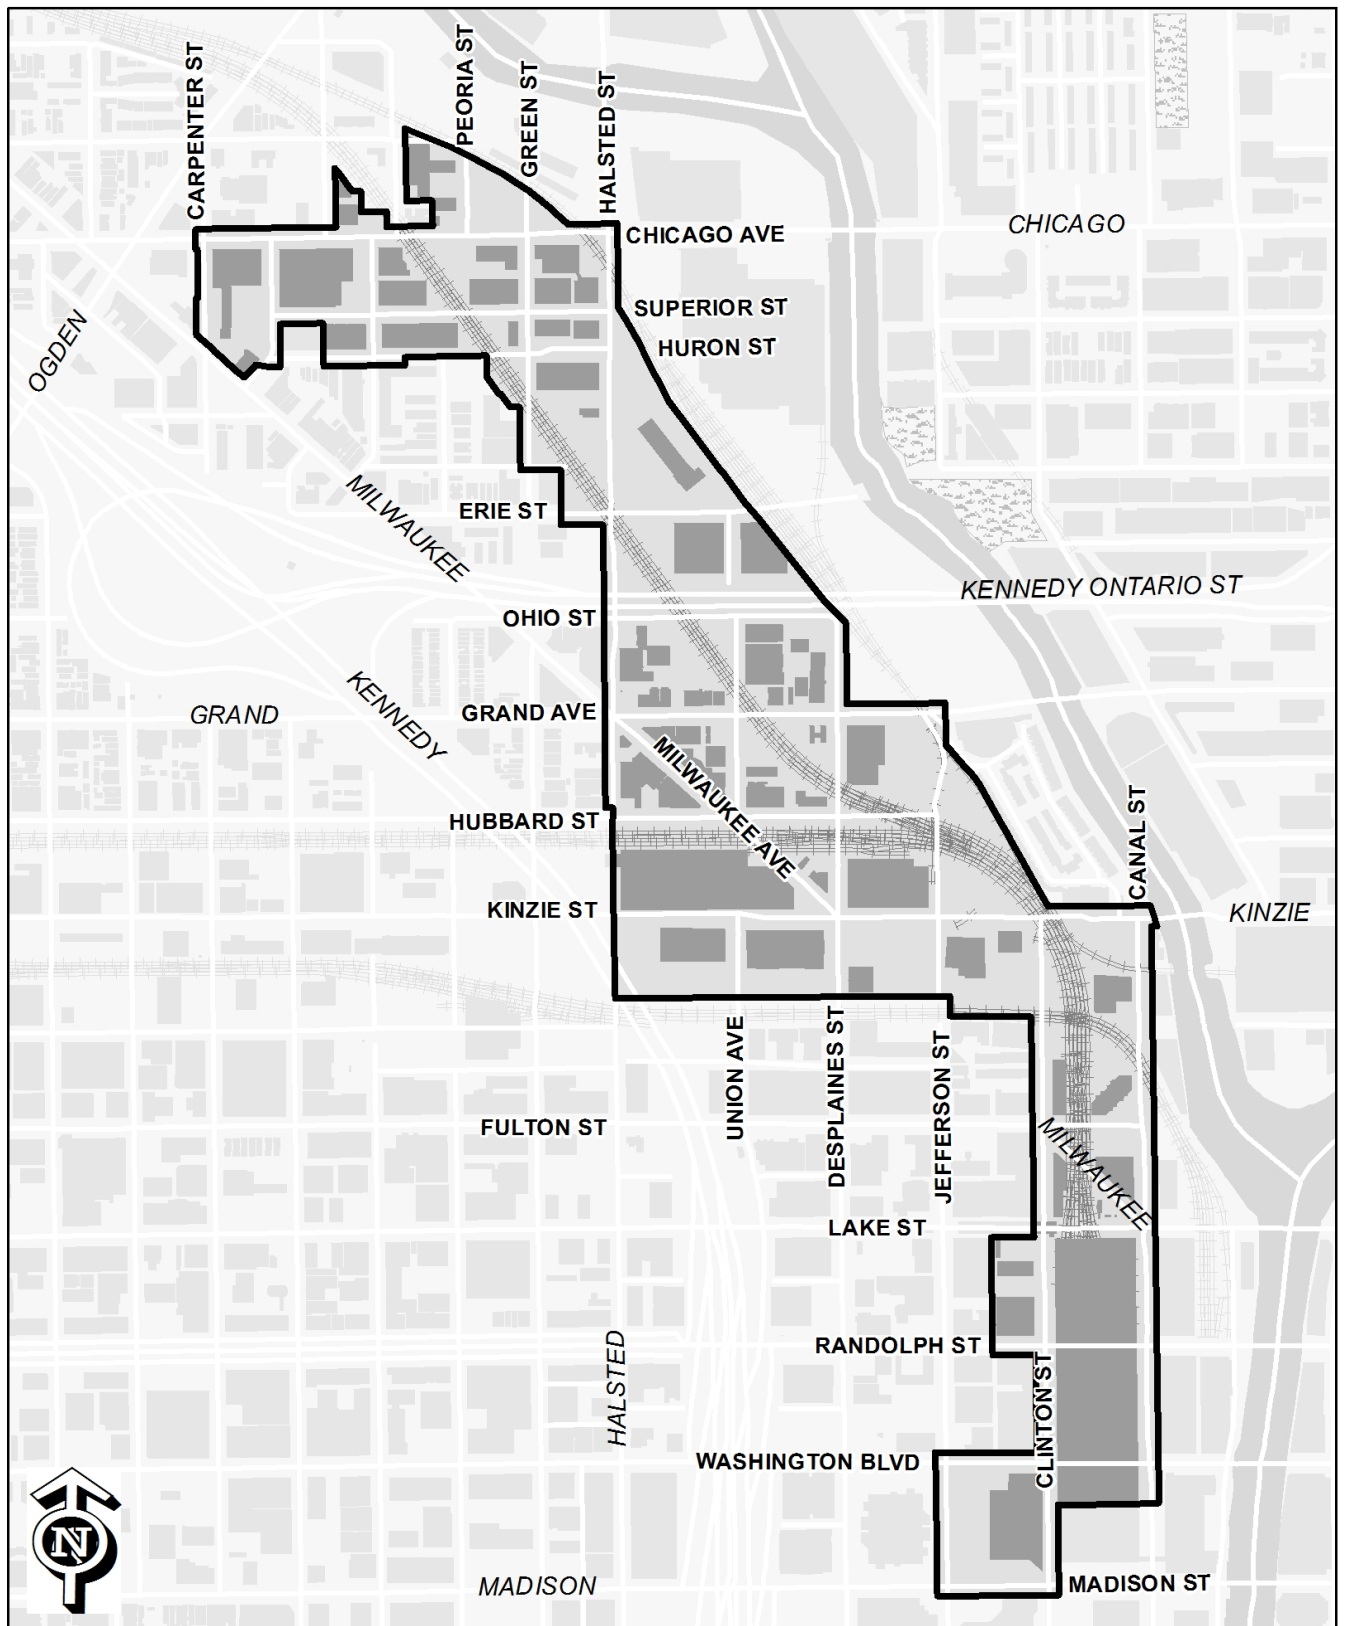 CARPENTER ST
PEORIA ST
GREEN ST
HALSTED ST
CHICAGO
CHICAGO AVE
SUPERIOR ST
HURON ST
OGDEN
MILWAUKEE
ERIE ST
KENNEDY ONTARIO ST
OHIO ST
KENNEDY
GRAND
GRAND AVE
MILWAUKEE AVE
HUBBARD ST
CANAL ST
KINZIE ST
KINZIE
UNION AVE
DESPLAINES ST
JEFFERSON ST
FULTON ST
MILWAUKEE
LAKE ST
HALSTED
RANDOLPH ST
CLINTON ST
WASHINGTON BLVD
N
MADISON
MADISON ST